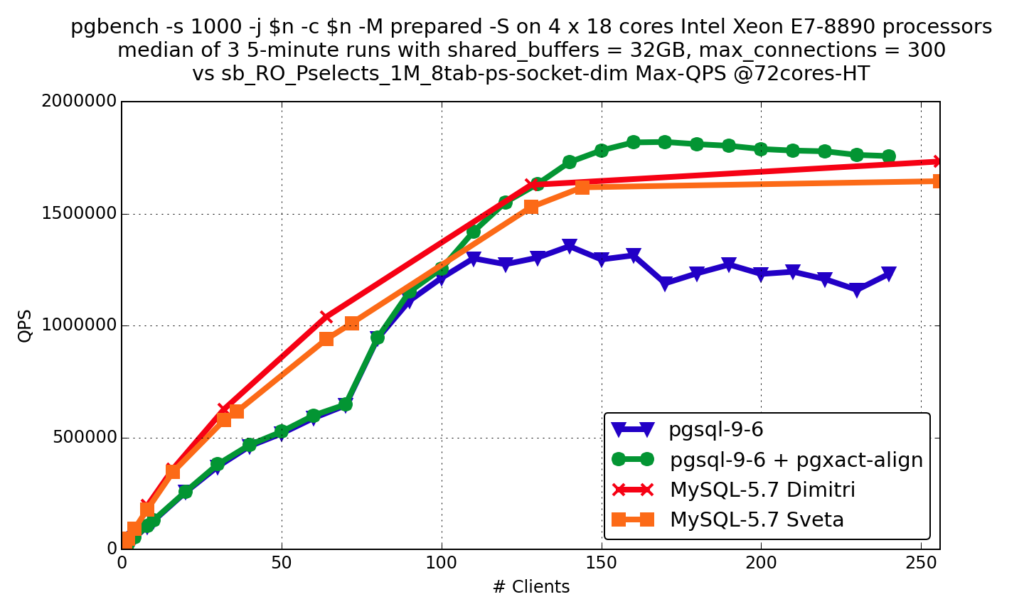 pgbench -s 1000 -j $n -c $n -M prepared -S on 4 x 18 cores Intel Xeon E7-8890 processors
median of 3 5-minute runs with shared_buffers = 32GB, max_connections = 300
vs sb_RO_Pselects_1M_8tab-ps-socket-dim Max-QPS @72cores-HT
2000000
1500000
1000000
500000
0
QPS
0 50 100 150 200 250
# Clients
pgsql-9-6
pgsql-9-6 + pgxact-align
MySQL-5.7 Dimitri
MySQL-5.7 Sveta